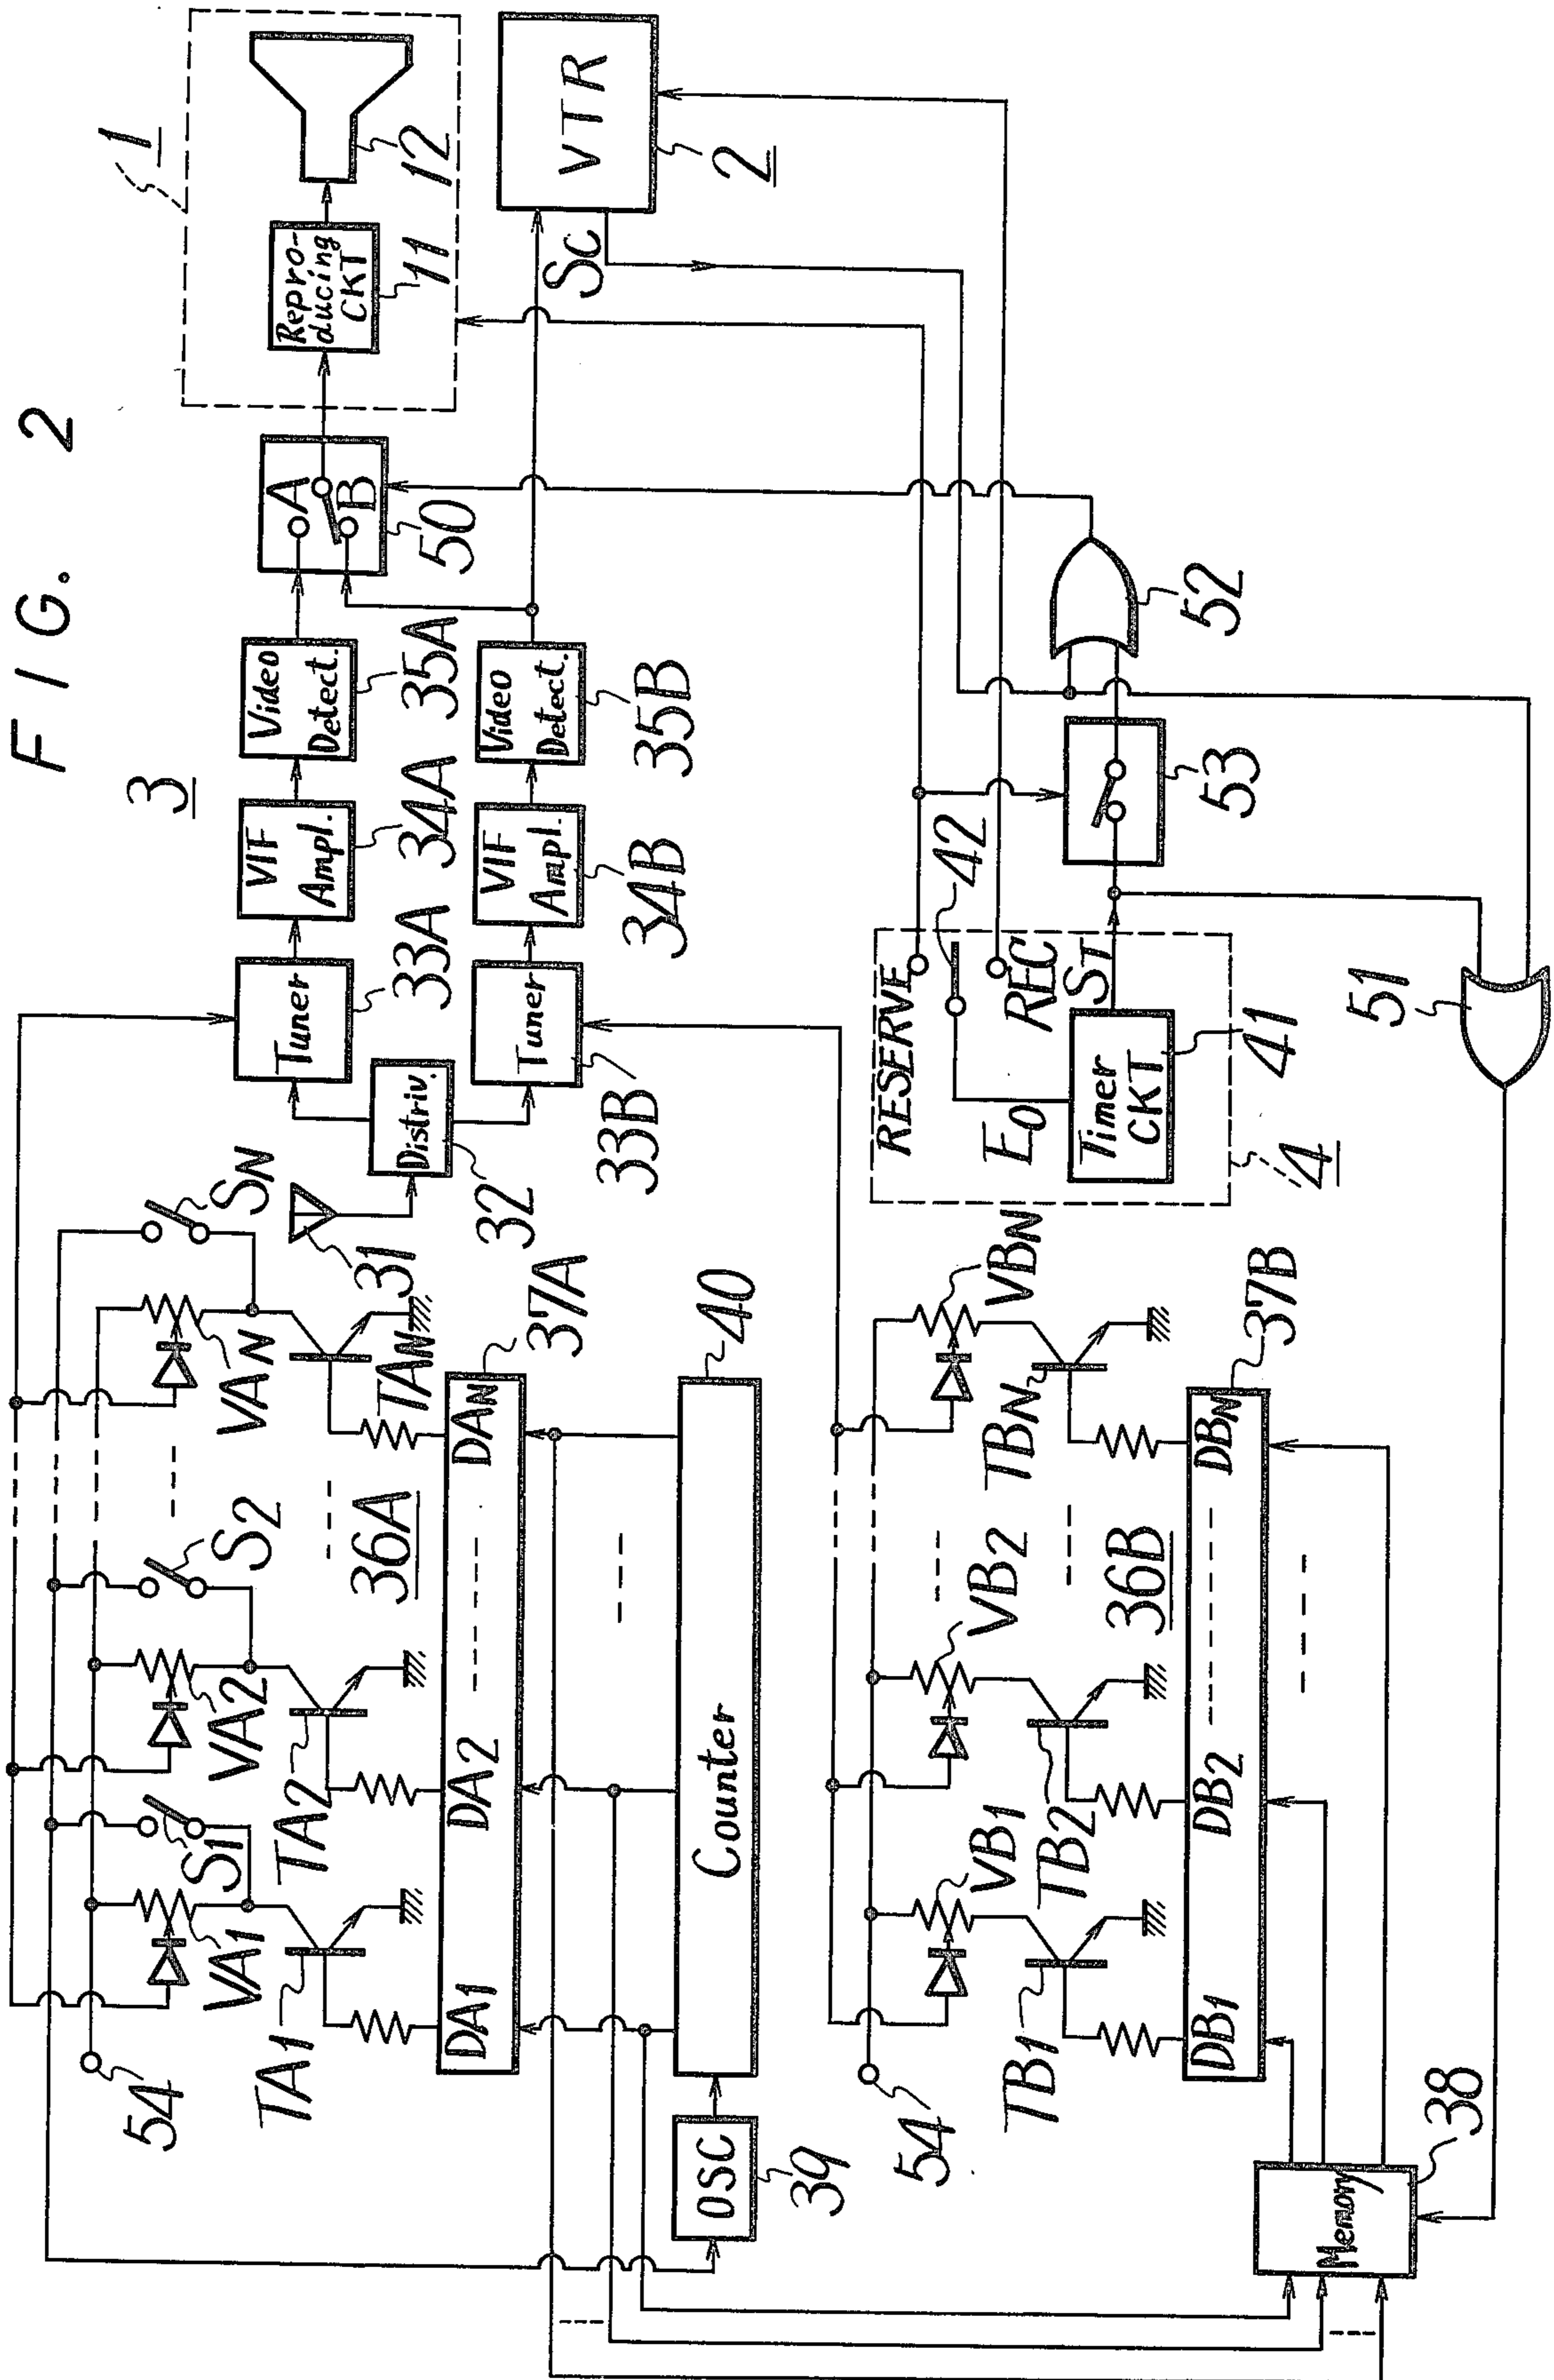 FIG. 2
3
1
Repro-
ducing
CKT
11
12
VTR
2
Sc
A
B
50
Video
Detect.
35A
Video
Detect.
35B
VIF
Ampl.
34A
VIF
Ampl.
34B
Tuner
33A
Tuner
33B
Distriv.
32
31
SN
VAN
TAN
37A
S2
VA2
TA2
36A
S1
VA1
TA1
54
DA1
DA2
DAN
Counter
40
OSC
39
RESERVE
42
REC
E0
ST
Timer
CKT
41
4
53
52
51
VBN
TBN
37B
VB2
TB2
36B
VB1
TB1
54
DB1
DB2
DBN
Memory
38